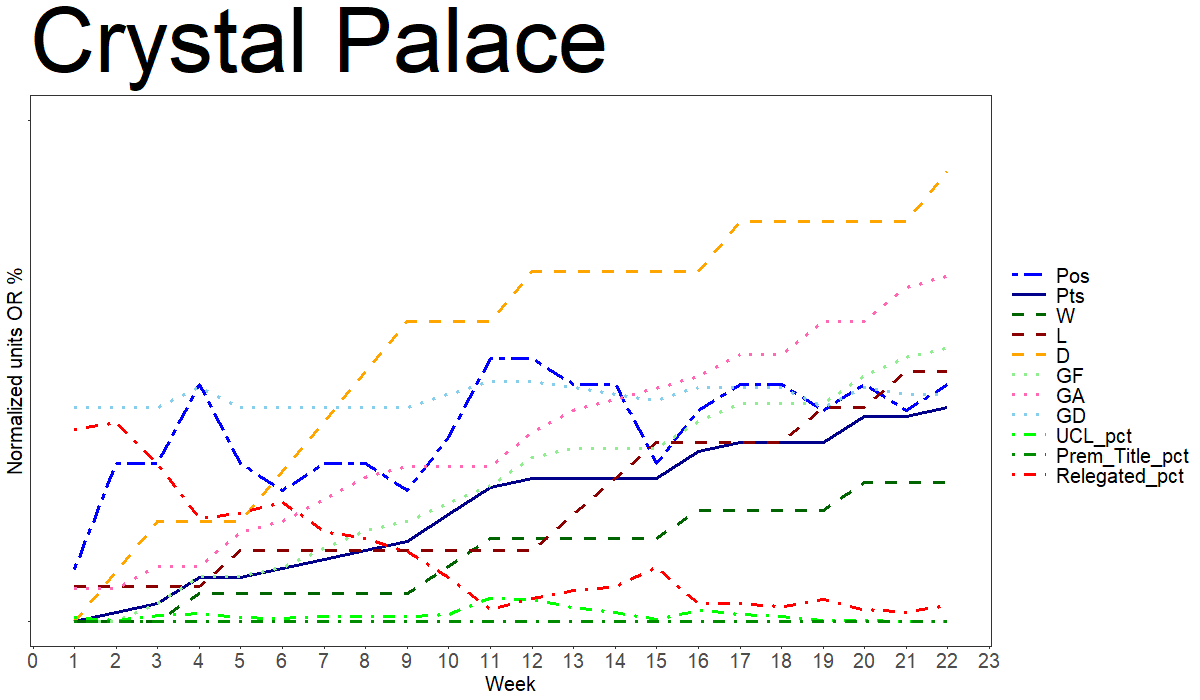 Crystal Palace
Normalized units OR %
0 1 2 3 4 5 6 7 8 9 10 11 12 13 14 15 16 17 18 19 20 21 22 23
Week
Pos
Pts
W
L
D
GF
GA
GD
UCL_pct
Prem_Title_pct
Relegated_pct